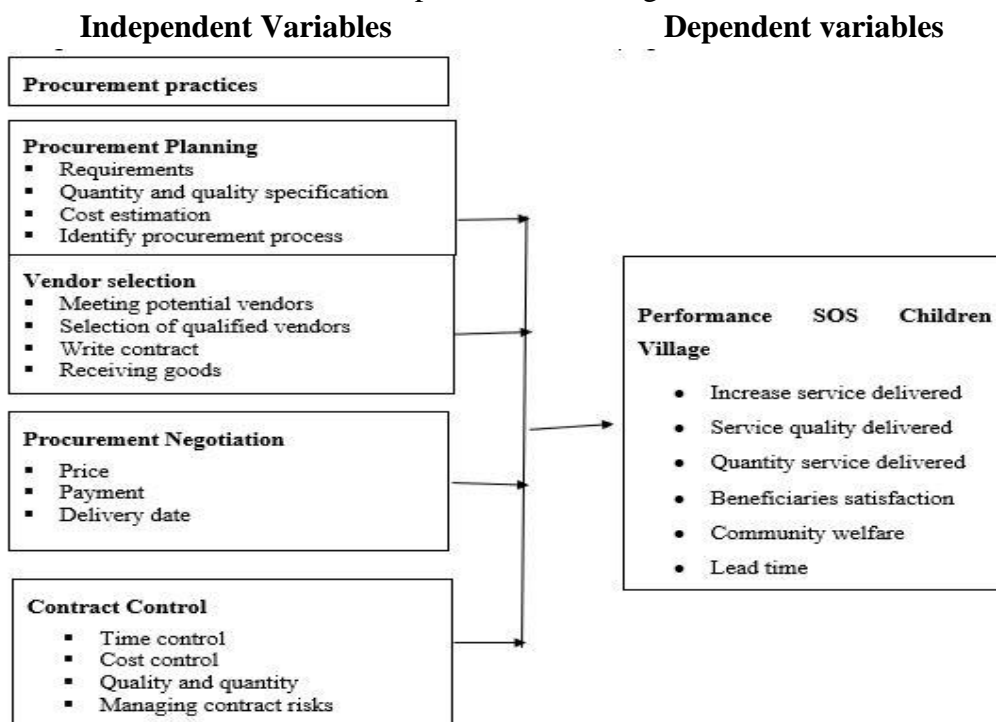 Independent Variables
Dependent variables
Procurement practices
Procurement Planning
▪ Requirements
▪ Quantity and quality specification
▪ Cost estimation
▪ Identify procurement process
Vendor selection
▪ Meeting potential vendors
▪ Selection of qualified vendors
▪ Write contract
▪ Receiving goods
Procurement Negotiation
▪ Price
▪ Payment
▪ Delivery date
Contract Control
▪ Time control
▪ Cost control
▪ Quality and quantity
▪ Managing contract risks
Performance SOS Children
Village
• Increase service delivered
• Service quality delivered
• Quantity service delivered
• Beneficiaries satisfaction
• Community welfare
• Lead time